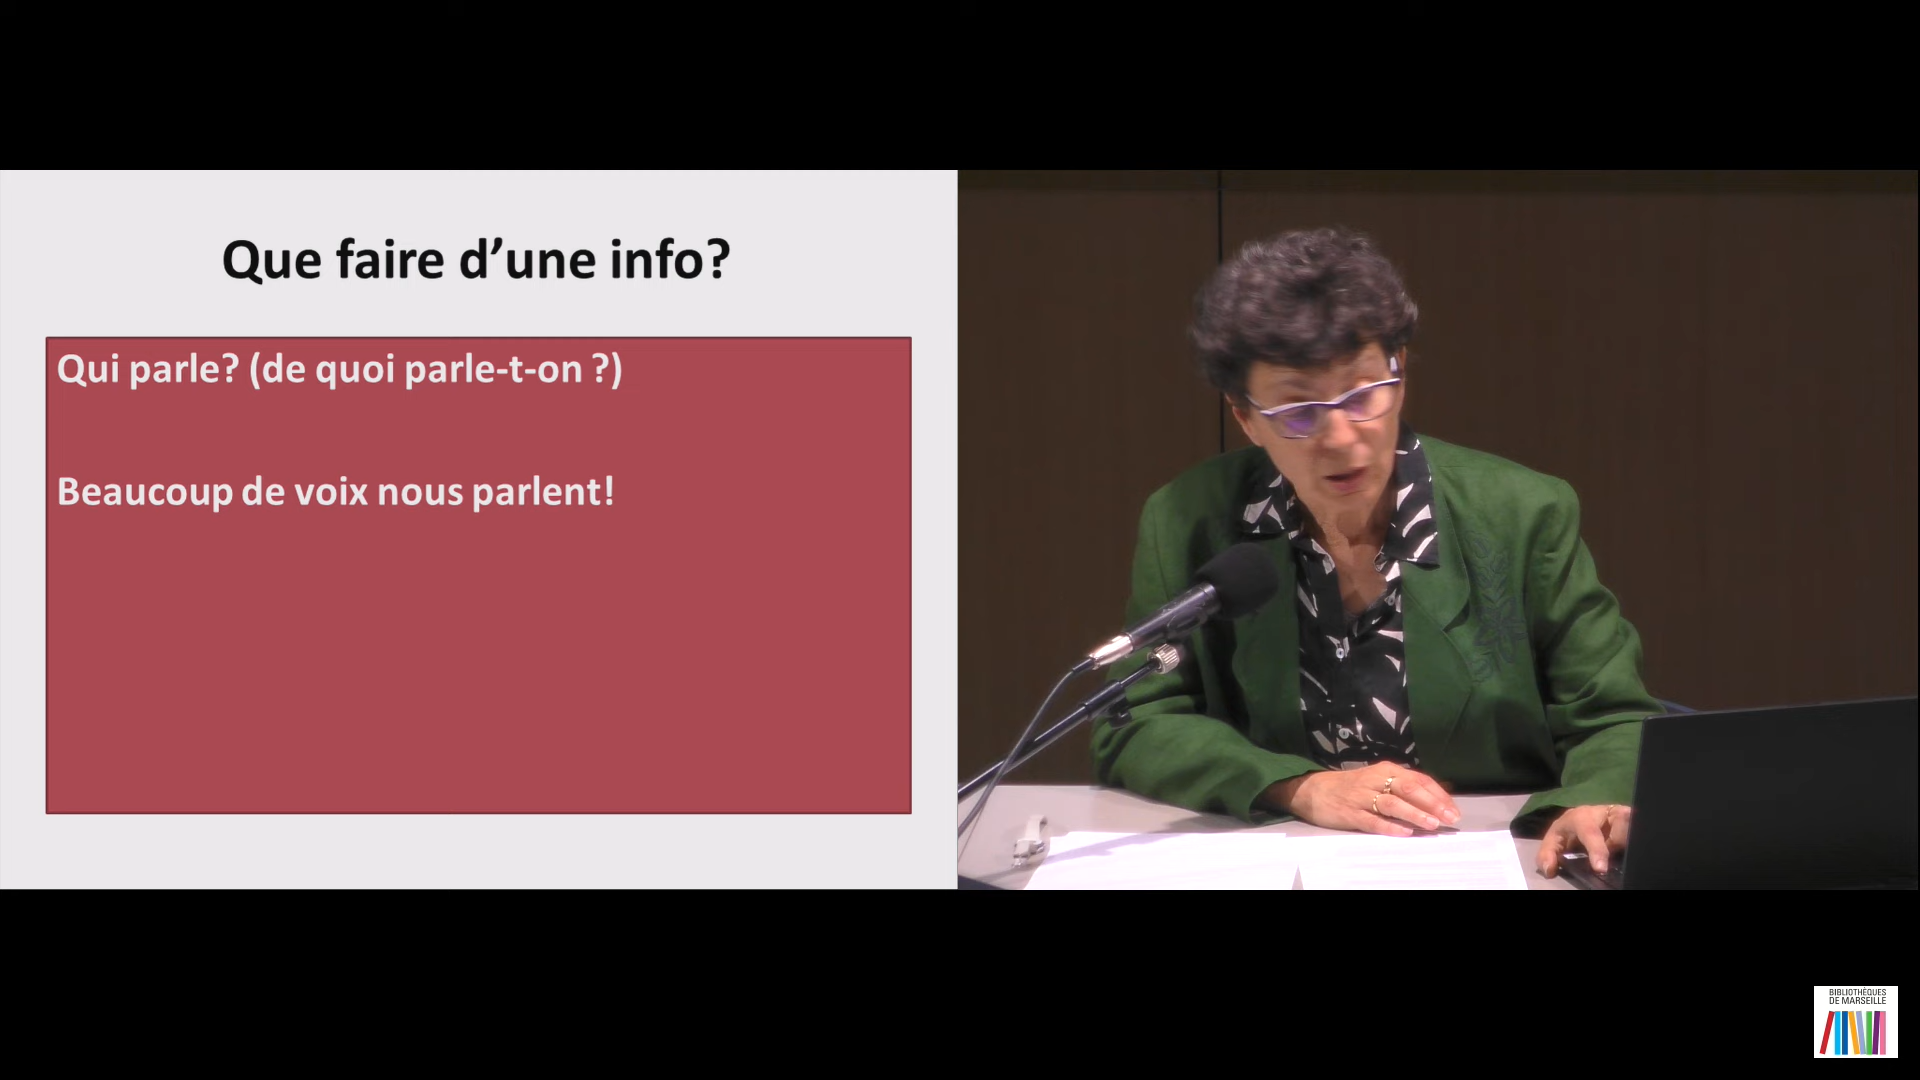 Que faire d’une info?
Qui parle? (de quoi parle-t-on ?)
Beaucoup de voix nous parlent!
BIBLIOTHÈQUES
DE MARSEILLE